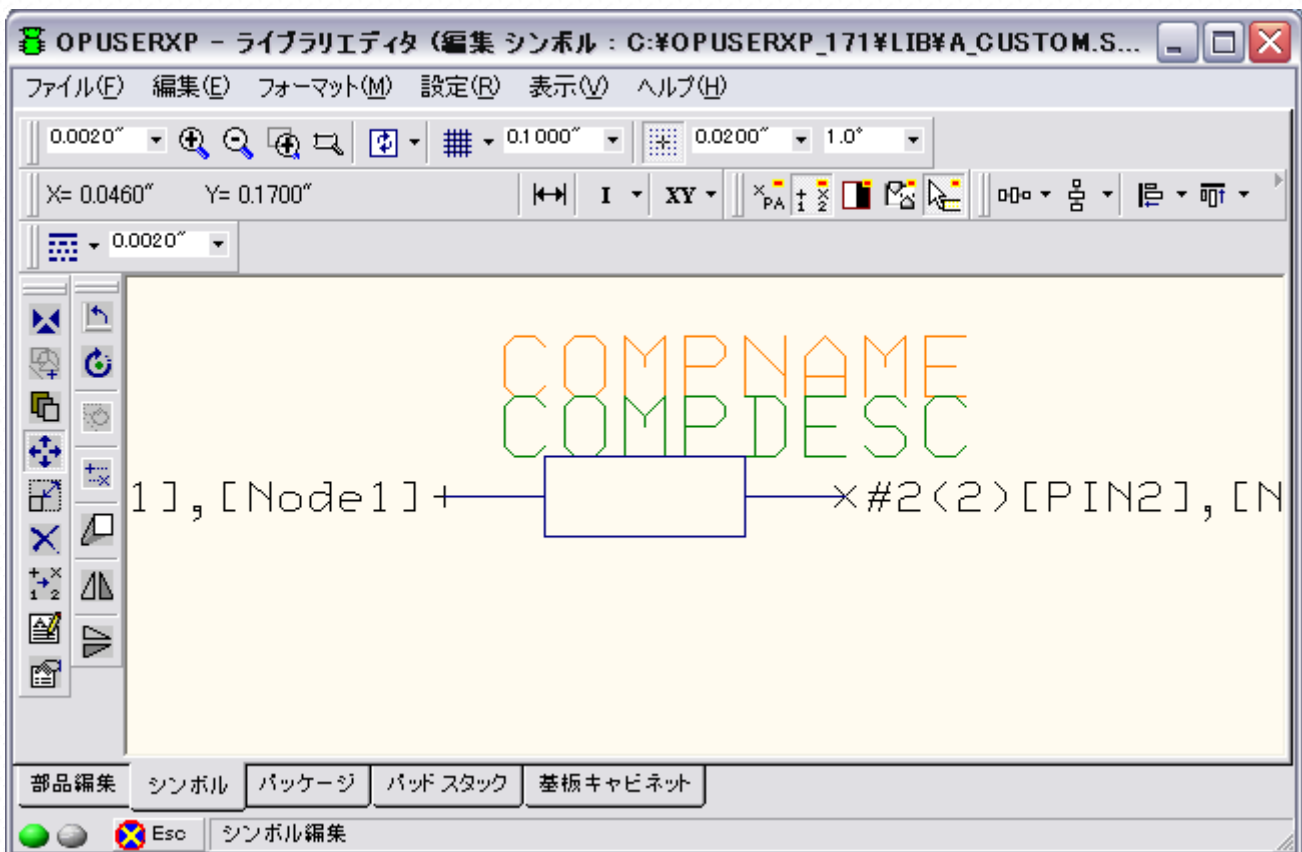 OPUSERXP - ライブラリエディタ (編集 シンボル : C:¥OPUSERXP_171¥LIB¥A_CUSTOM.S...
ファイル(F) 編集(E) フォーマット(M) 設定(R) 表示(V) ヘルプ(H)
0.0020" 0.1000" 0.0200" 1.0°
X= 0.0460" Y= 0.1700" I XY
0.0020"
COMPNAME
COMPDESC
1],[Node1] #2(2)[PIN2],[N
部品編集 シンボル パッケージ パッド スタック 基板キャビネット
Esc シンボル編集